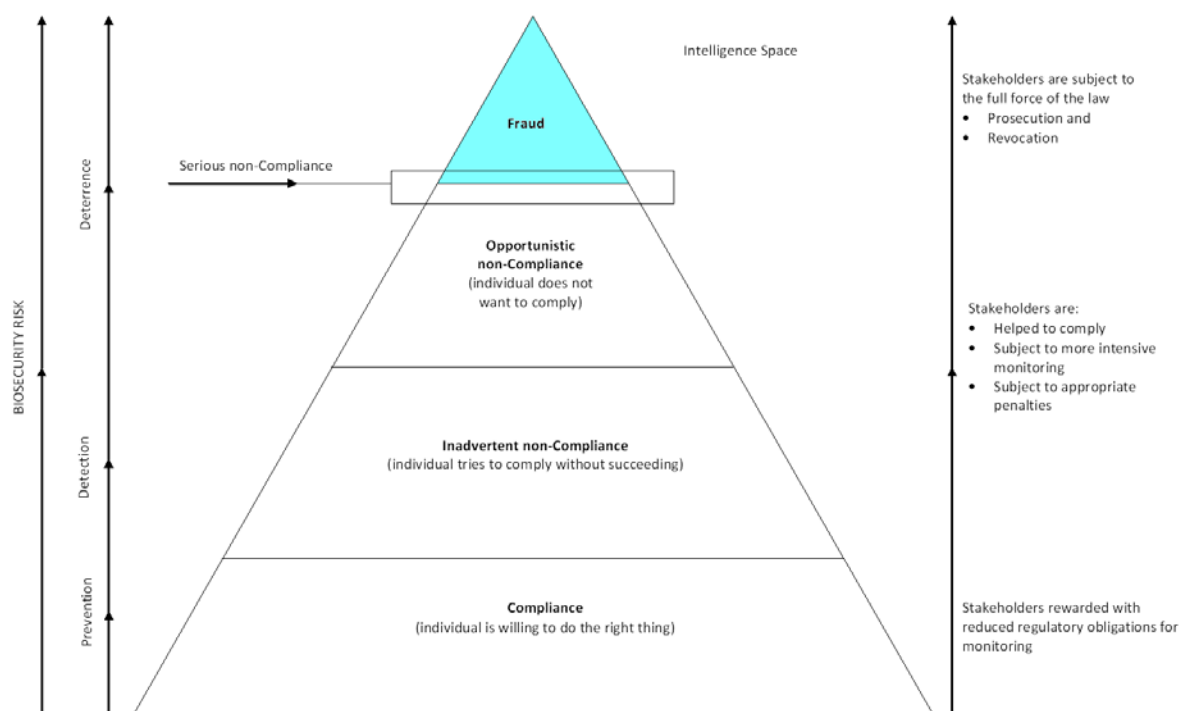 Intelligence Space
Stakeholders are subject to
the full force of the law
• Prosecution and
• Revocation
Fraud
Serious non-Compliance
Deterrence
Opportunistic
non-Compliance
(individual does not
want to comply)
BIOSECURITY RISK
Stakeholders are:
• Helped to comply
• Subject to more intensive
monitoring
• Subject to appropriate
penalties
Detection
Inadvertent non-Compliance
(individual tries to comply without succeeding)
Prevention
Compliance
(individual is willing to do the right thing)
Stakeholders rewarded with
reduced regulatory obligations for
monitoring